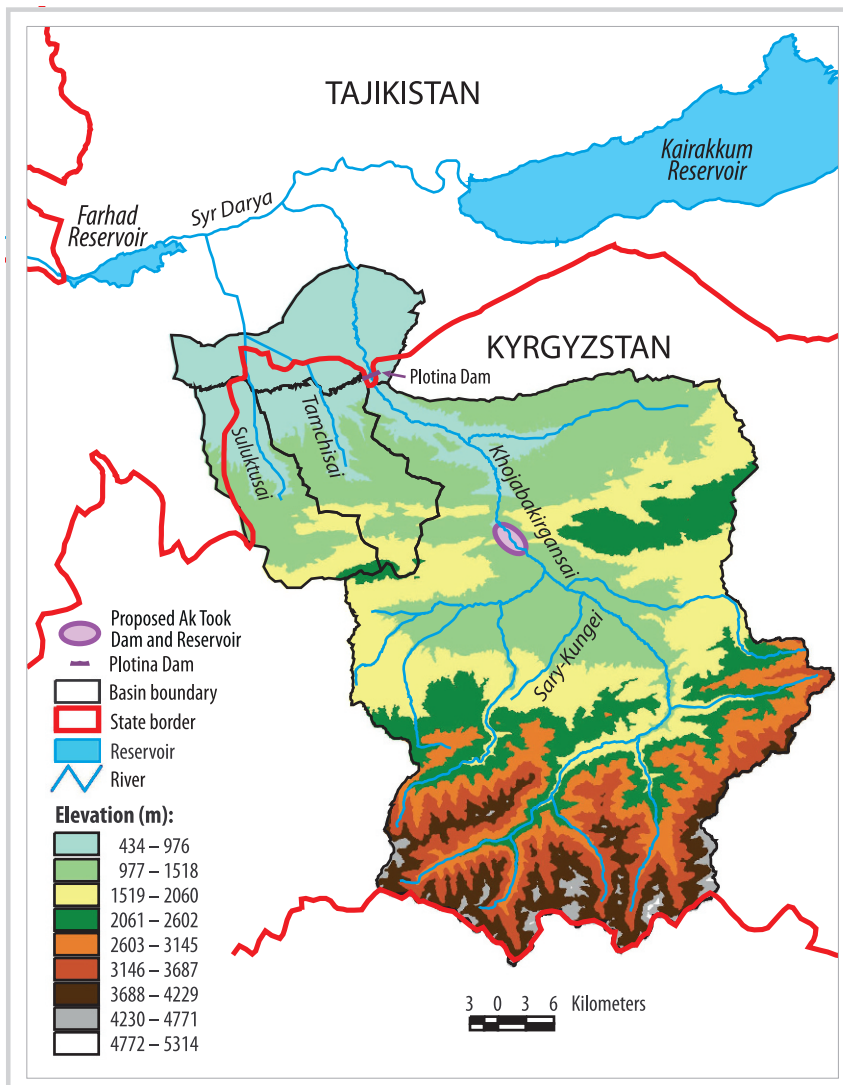 TAJIKISTAN
Kairakkum
Reservoir
Syr Darya
Farhad
Reservoir
KYRGYZSTAN
Plotina Dam
Suluktusai
Tamchisai
Khojabakirgansai
Sary-Kungei
Proposed Ak Took
Dam and Reservoir
Plotina Dam
Basin boundary
State border
Reservoir
River
Elevation (m):
434 – 976
977 – 1518
1519 – 2060
2061 – 2602
2603 – 3145
3146 – 3687
3688 – 4229
4230 – 4771
4772 – 5314
3 0 3 6 Kilometers